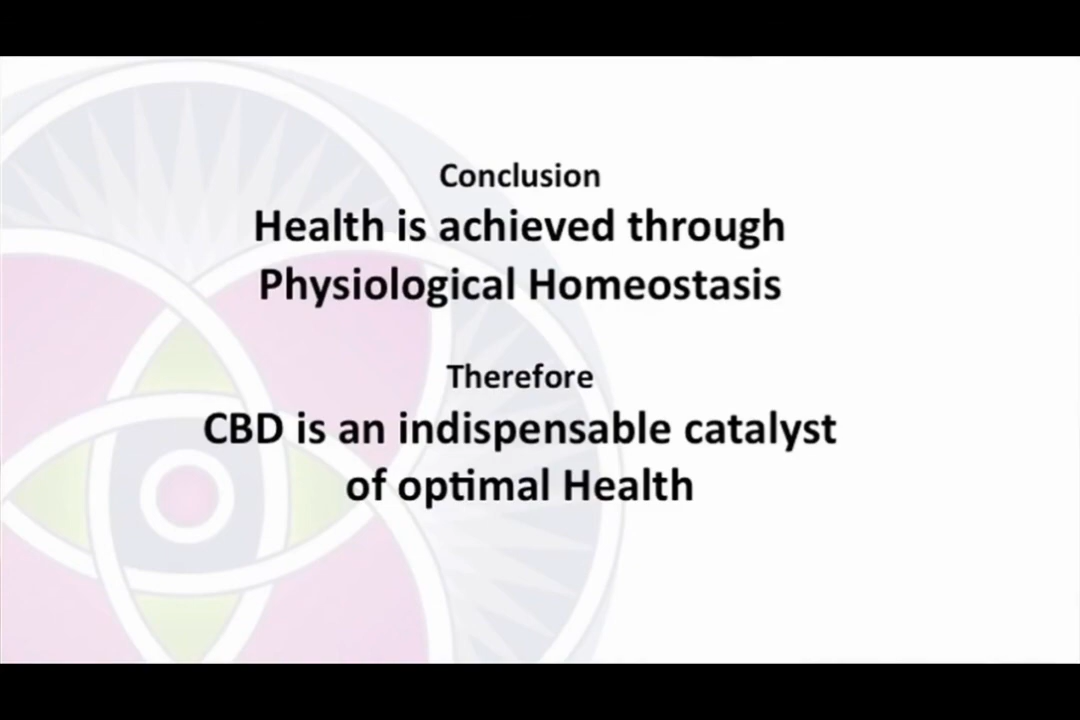 Conclusion
Health is achieved through
Physiological Homeostasis
Therefore
CBD is an indispensable catalyst
of optimal Health